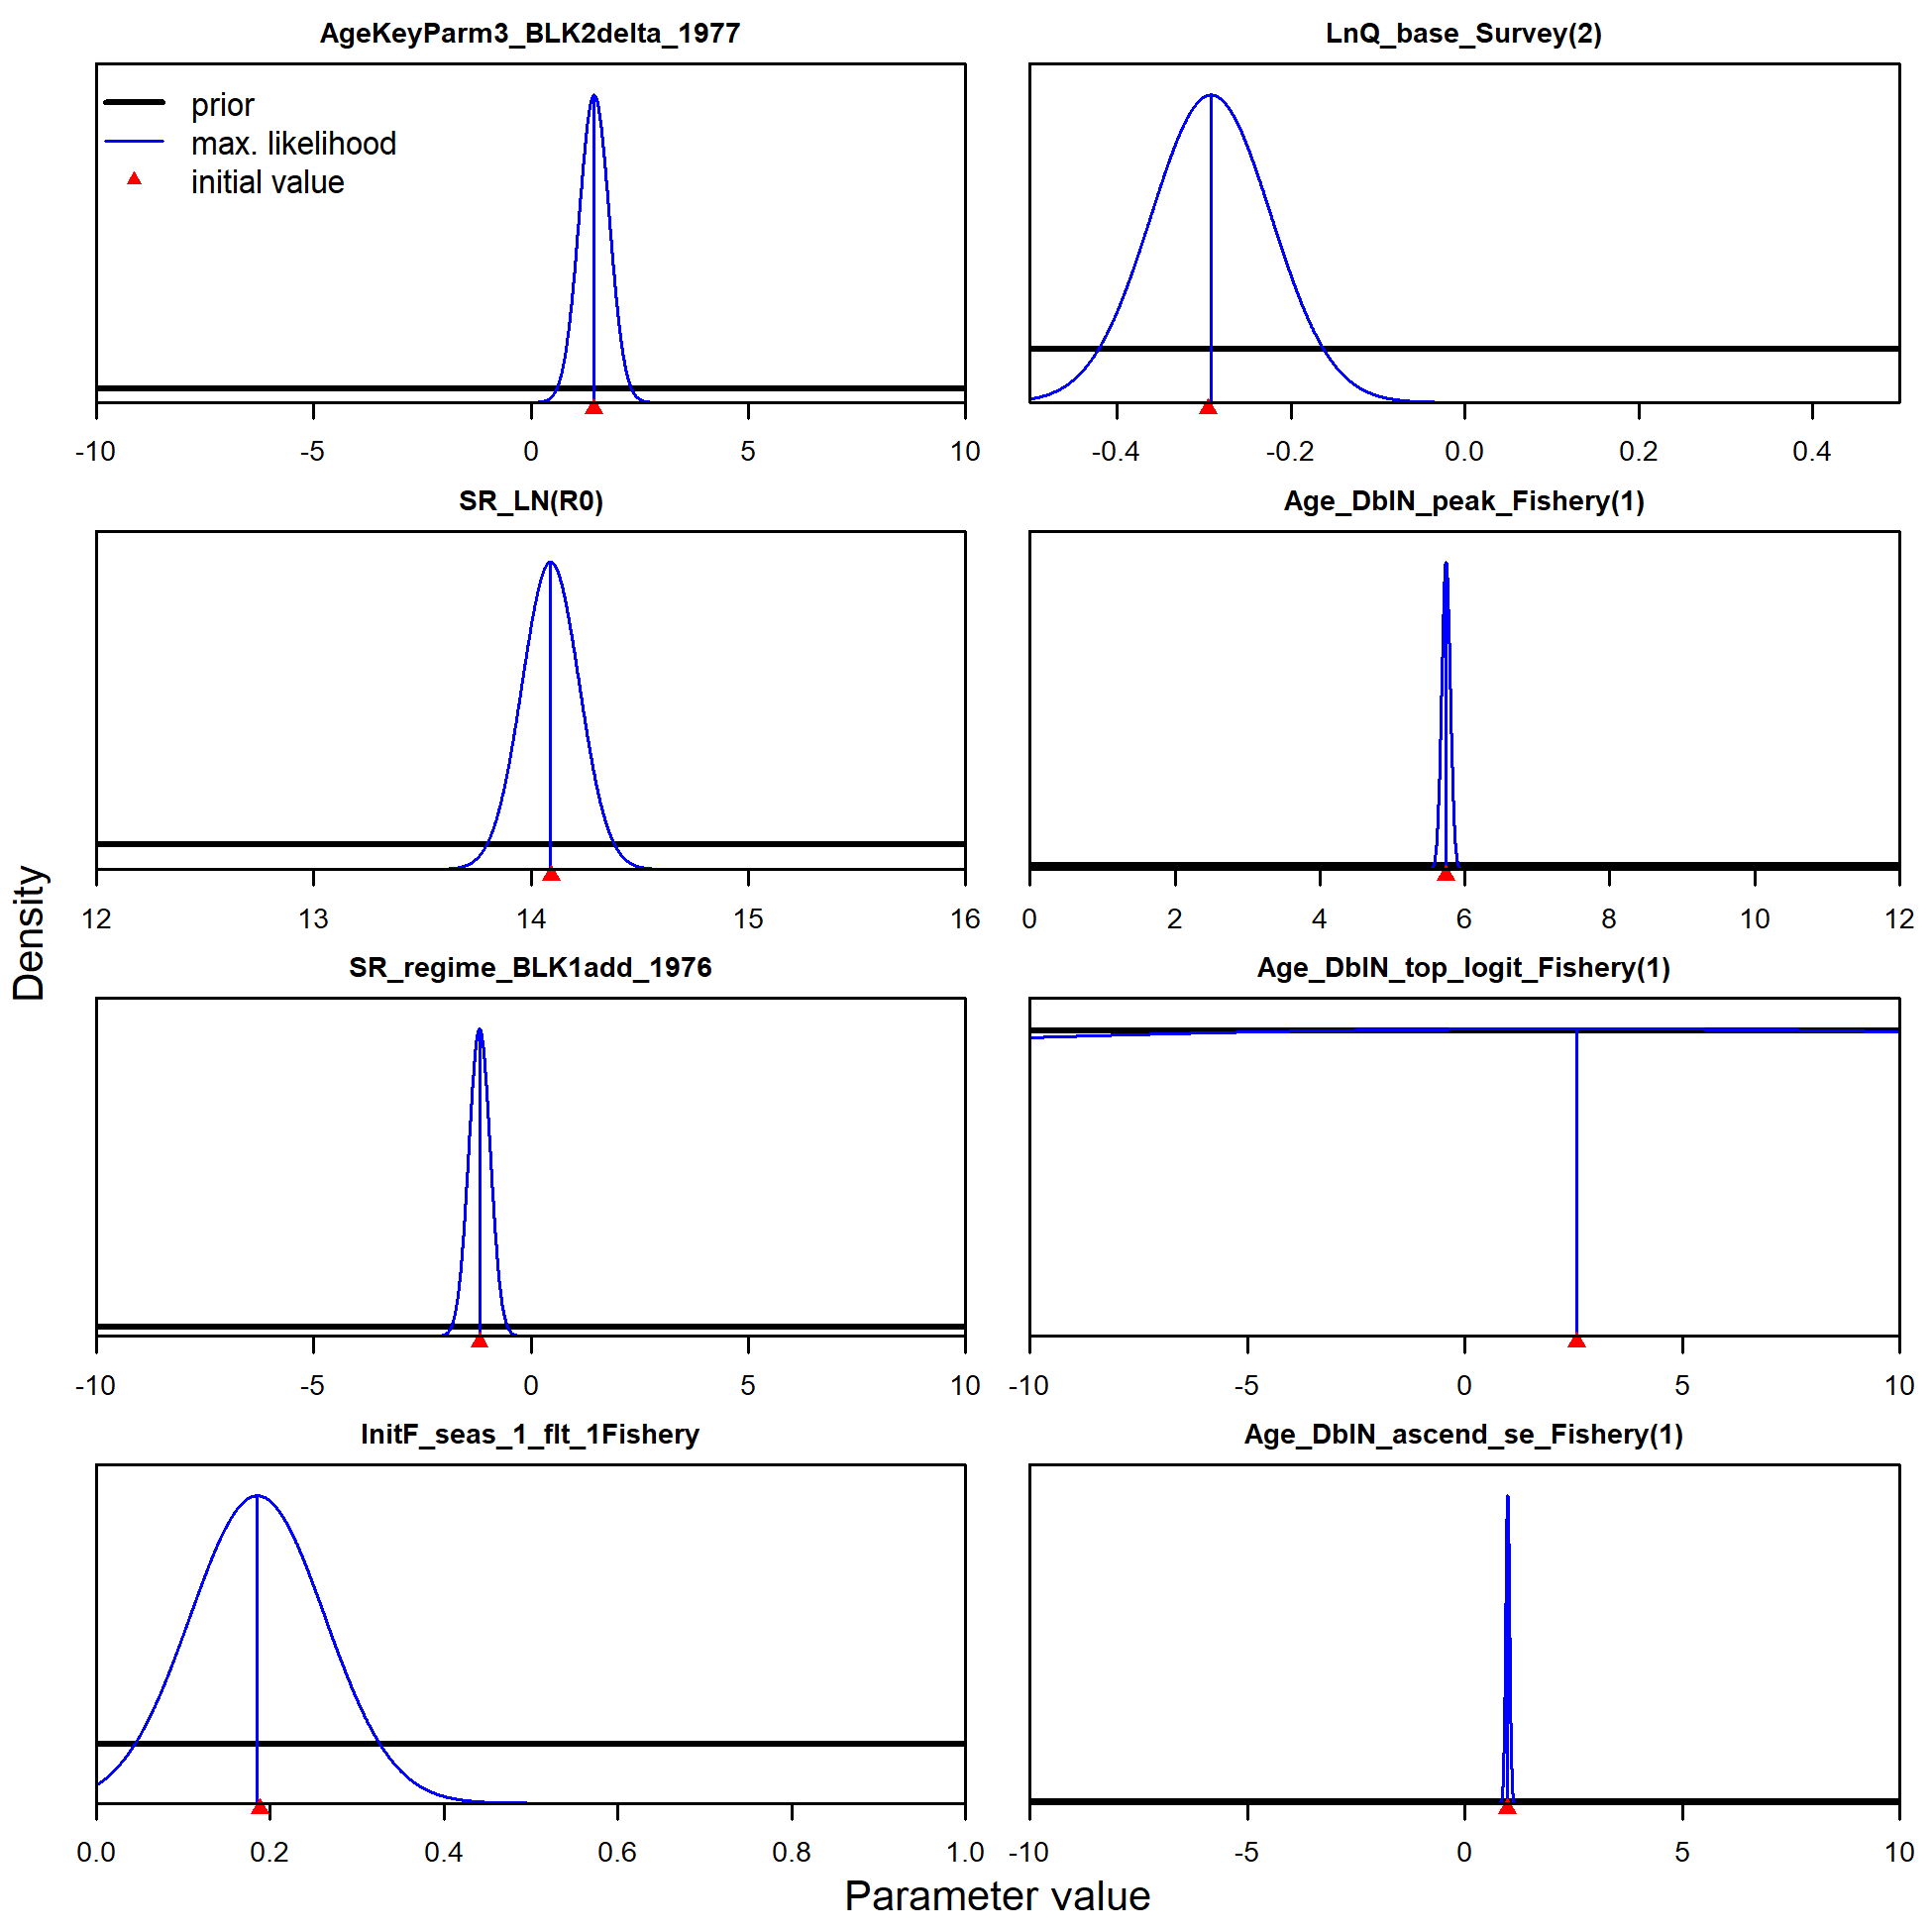 AgeKeyParm3_BLK2delta_1977
prior
max. likelihood
initial value
-10 -5 0 5 10
LnQ_base_Survey(2)
-0.4 -0.2 0.0 0.2 0.4
SR_LN(R0)
12 13 14 15 16
Age_DblN_peak_Fishery(1)
0 2 4 6 8 10 12
SR_regime_BLK1add_1976
-10 -5 0 5 10
Age_DblN_top_logit_Fishery(1)
-10 -5 0 5 10
InitF_seas_1_flt_1Fishery
0.0 0.2 0.4 0.6 0.8 1.0
Age_DblN_ascend_se_Fishery(1)
-10 -5 0 5 10
Density
Parameter value